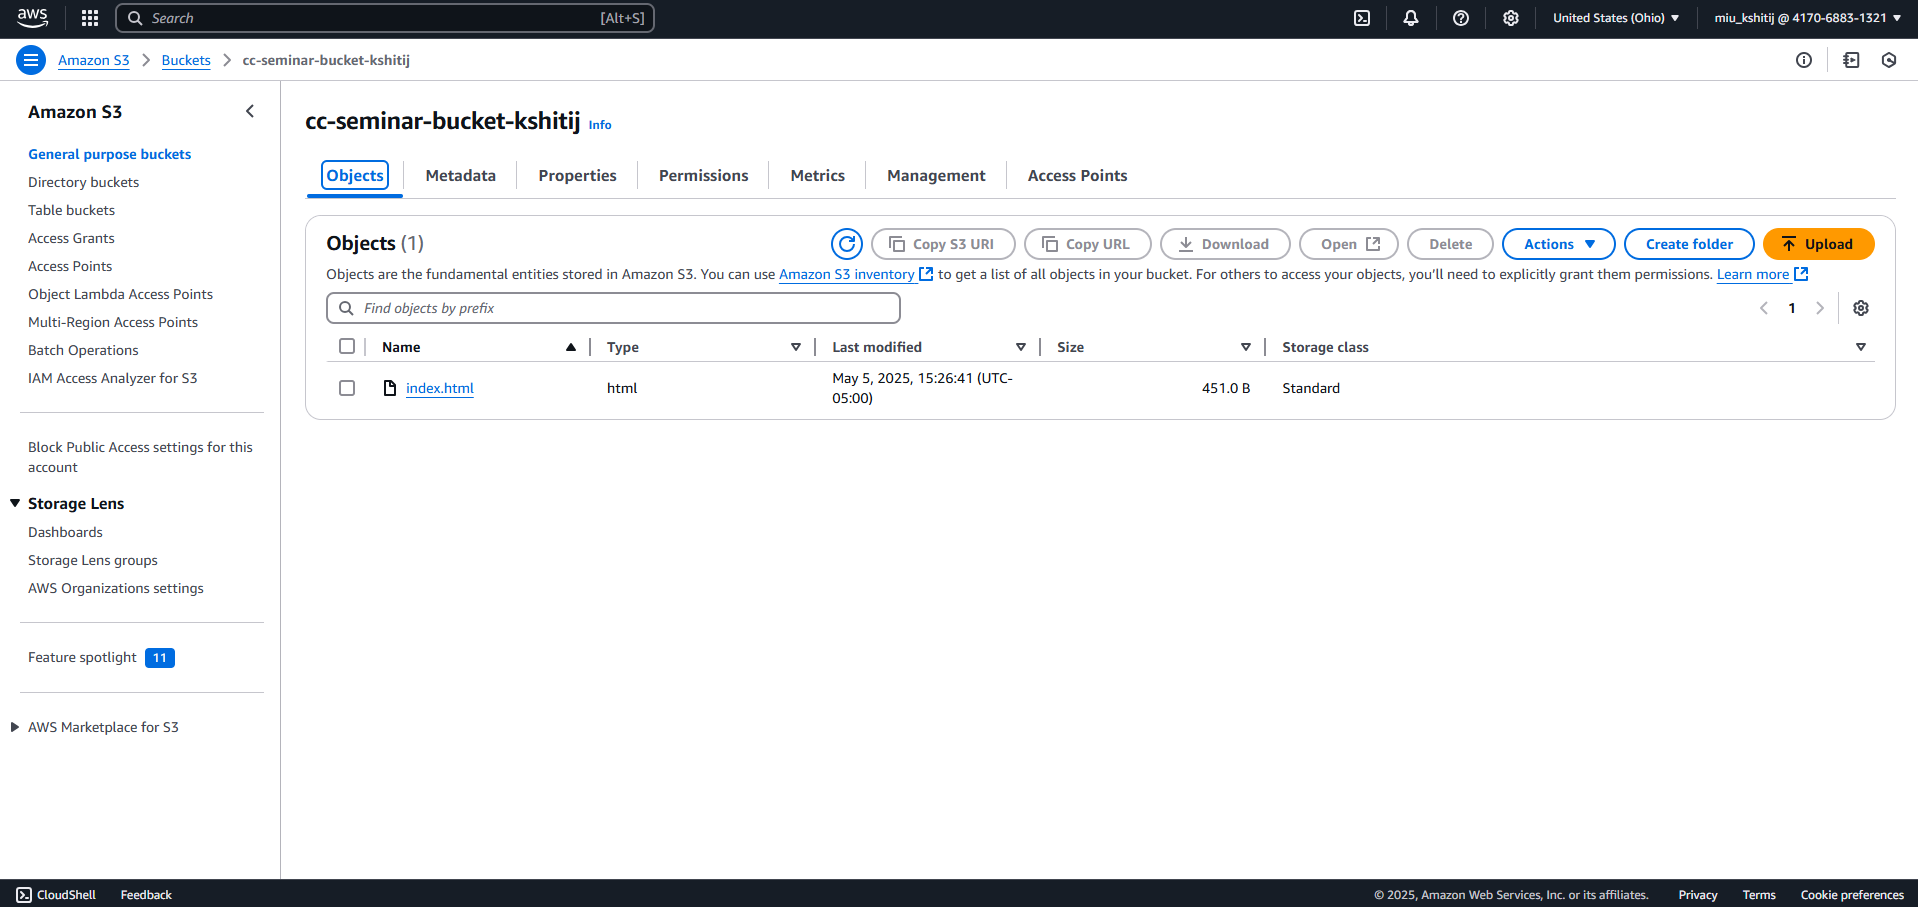 aws
Search [Alt+S]
United States (Ohio)
miu_kshitij @ 4170-6883-1321
Amazon S3
Buckets
cc-seminar-bucket-kshitij
Amazon S3
General purpose buckets
Directory buckets
Table buckets
Access Grants
Access Points
Object Lambda Access Points
Multi-Region Access Points
Batch Operations
IAM Access Analyzer for S3
Block Public Access settings for this
account
Storage Lens
Dashboards
Storage Lens groups
AWS Organizations settings
Feature spotlight 11
AWS Marketplace for S3
cc-seminar-bucket-kshitij Info
Objects Metadata Properties Permissions Metrics Management Access Points
Objects (1)
Copy S3 URI Copy URL Download Open Delete Actions Create folder Upload
Objects are the fundamental entities stored in Amazon S3. You can use Amazon S3 inventory to get a list of all objects in your bucket. For others to access your objects, you’ll need to explicitly grant them permissions. Learn more
Find objects by prefix
1
Name Type Last modified Size Storage class
index.html html May 5, 2025, 15:26:41 (UTC-
05:00) 451.0 B Standard
CloudShell Feedback © 2025, Amazon Web Services, Inc. or its affiliates. Privacy Terms Cookie preferences